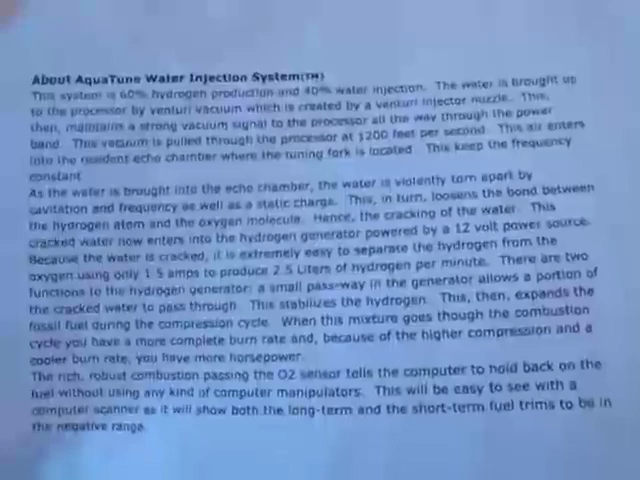 About AquaTune Water Injection System(TM)
This system is 60% hydrogen production and 40% water injection. The water is brought up
to the processor by venturi vacuum which is created by a venturi injector nozzle. This,
then, maintains a strong vacuum signal to the processor all the way through the power
band. This vacuum is pulled through the processor at 1200 feet per second. This air enters
into the resident echo chamber where the tuning fork is located. This keep the frequency
constant.
As the water is brought into the echo chamber, the water is violently torn apart by
cavitation and frequency as well as a static charge. This, in turn, loosens the bond between
the hydrogen atom and the oxygen molecule. Hence, the cracking of the water. This
cracked water now enters into the hydrogen generator powered by a 12 volt power source.
Because the water is cracked, it is extremely easy to separate the hydrogen from the
oxygen using only 1.5 amps to produce 2.5 Liters of hydrogen per minute. There are two
functions to the hydrogen generator: a small pass-way in the generator allows a portion of
the cracked water to pass through. This stabilizes the hydrogen. This, then, expands the
fossil fuel during the compression cycle. When this mixture goes though the combustion
cycle you have a more complete burn rate and, because of the higher compression and a
cooler burn rate, you have more horsepower.
The rich, robust combustion passing the O2 sensor tells the computer to hold back on the
fuel without using any kind of computer manipulators. This will be easy to see with a
computer scanner as it will show both the long-term and the short-term fuel trims to be in
the negative range.